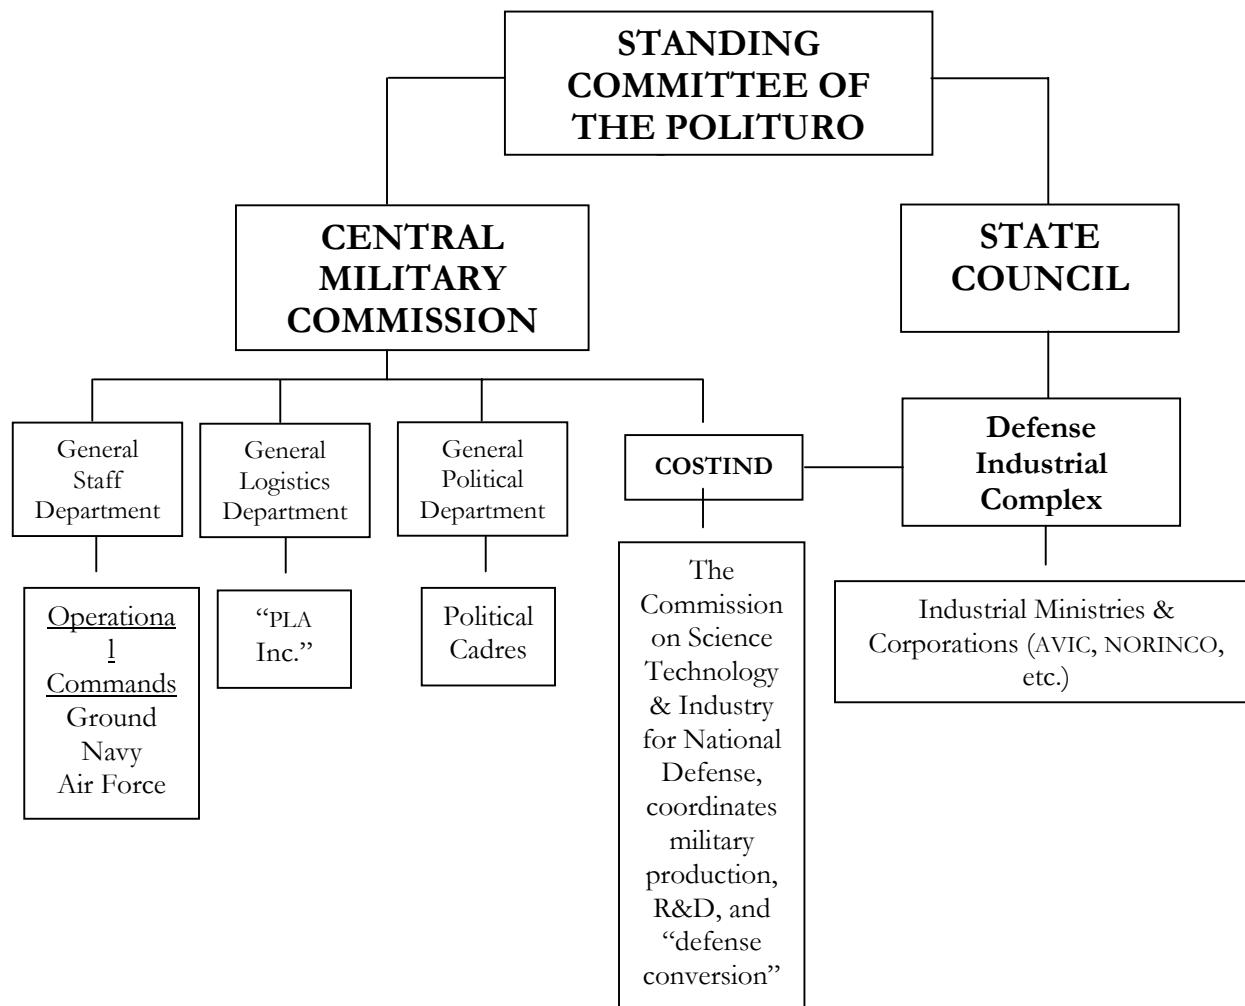 STANDING
COMMITTEE OF
THE POLITURO
CENTRAL
MILITARY
COMMISSION
STATE
COUNCIL
General
Staff
Department
General
Logistics
Department
General
Political
Department
COSTIND
Defense
Industrial
Complex
Operationa
l
Commands
Ground
Navy
Air Force
“PLA
Inc.”
Political
Cadres
The
Commission
on Science
Technology
& Industry
for National
Defense,
coordinates
military
production,
R&D, and
“defense
conversion”
Industrial Ministries &
Corporations (AVIC, NORINCO,
etc.)